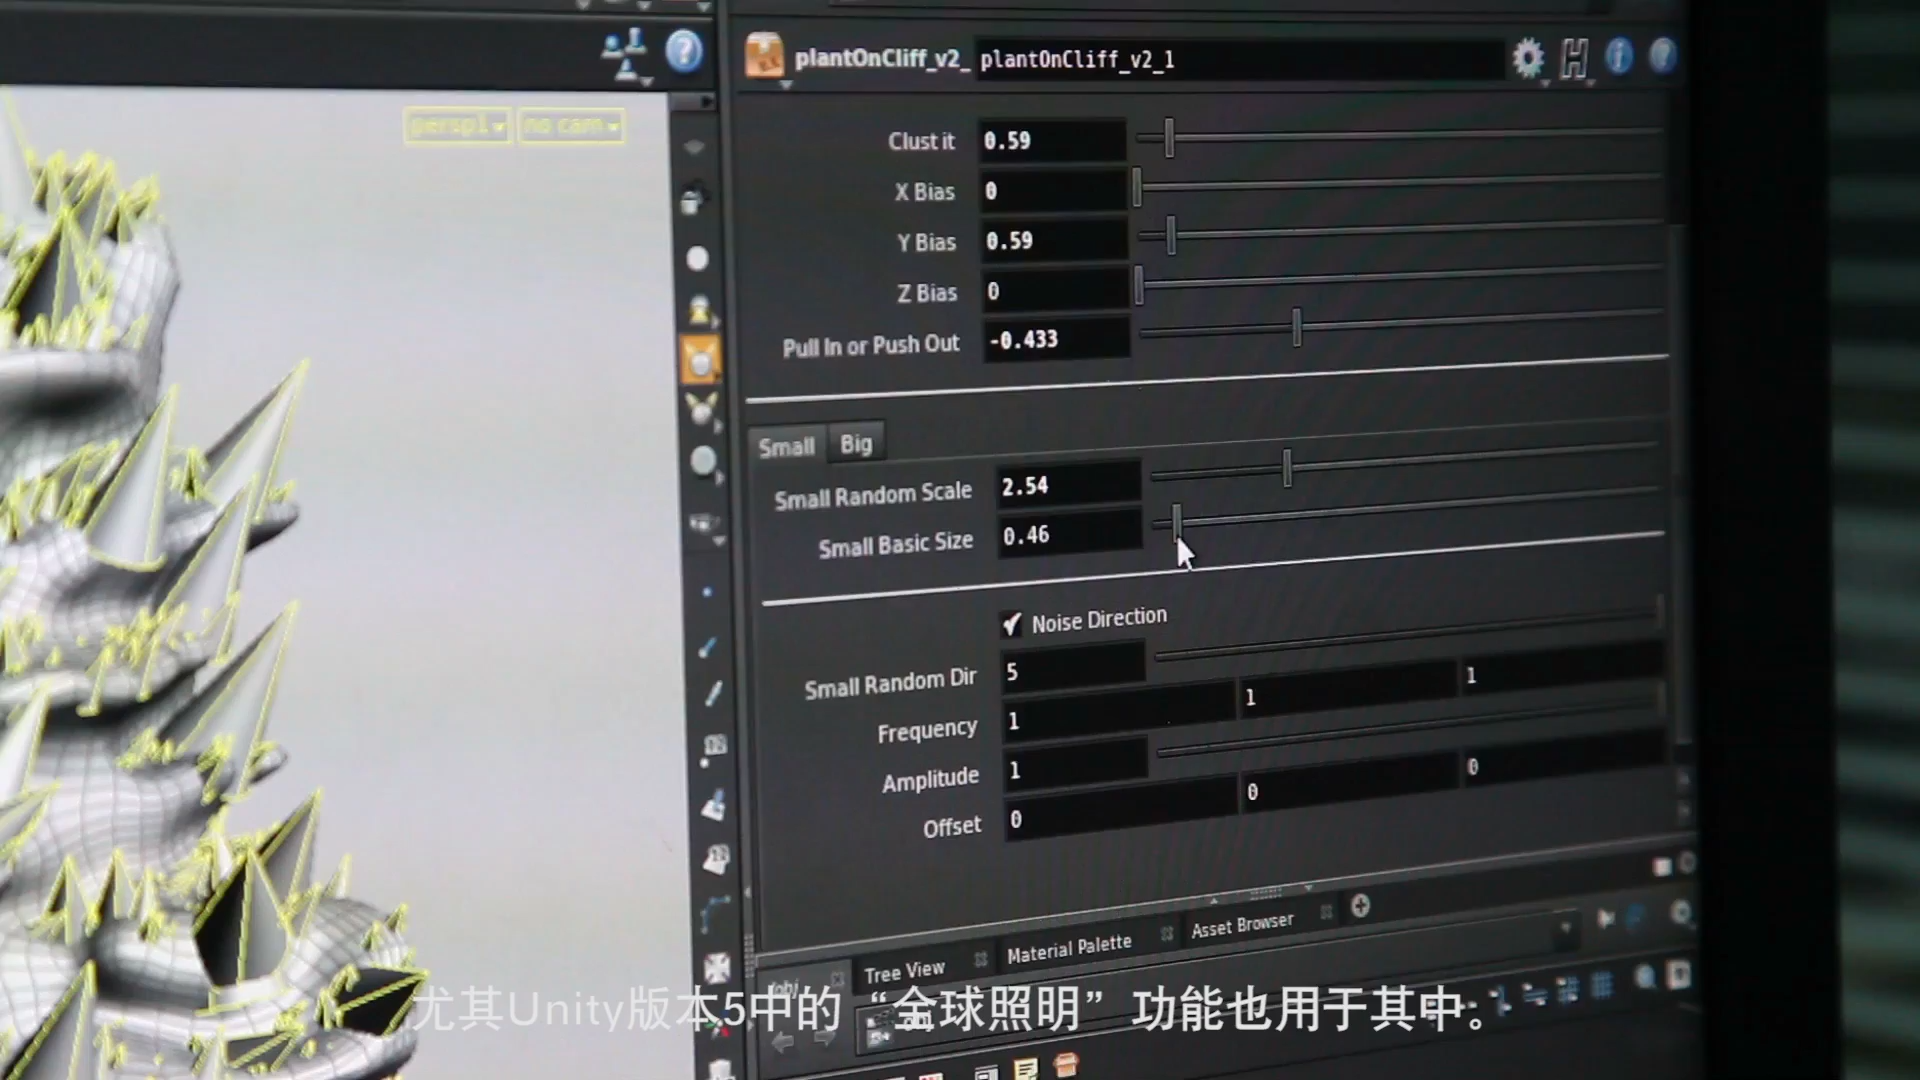 plantOnCliff_v2_ plantOnCliff_v2_1
persp1 no cam
Clust it 0.59
X Bias 0
Y Bias 0.59
Z Bias 0
Pull In or Push Out -0.433
Small Big
Small Random Scale 2.54
Small Basic Size 0.46
Noise Direction
Small Random Dir 5
Frequency 1 1 1
Amplitude 1
Offset 0 0 0
Tree View Material Palette Asset Browser
obj
尤其Unity版本5中的“全球照明”功能也用于其中。